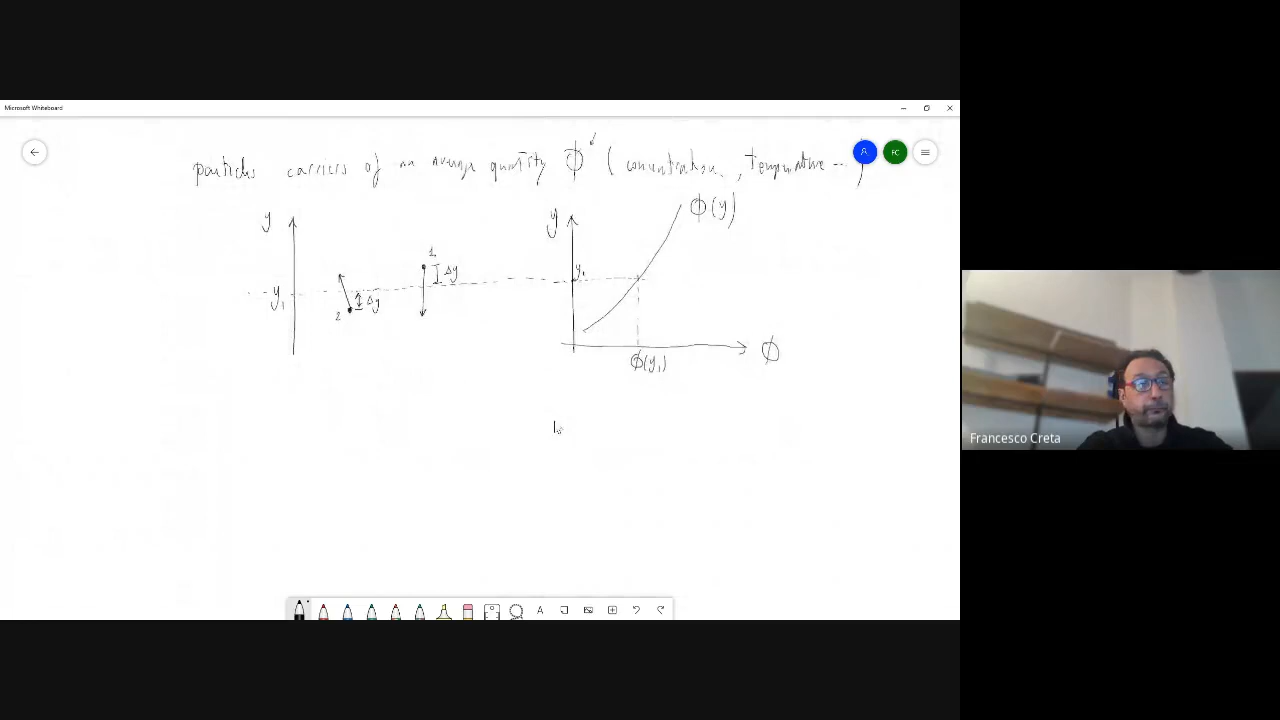 Microsoft Whiteboard
particles carriers of an average quantity Φ (concentration, temperature ...)
FC
y
y
Φ(y)
1
Δy
y₁
y₁
Δy
2
Φ
Φ(y₁)
Francesco Creta
A